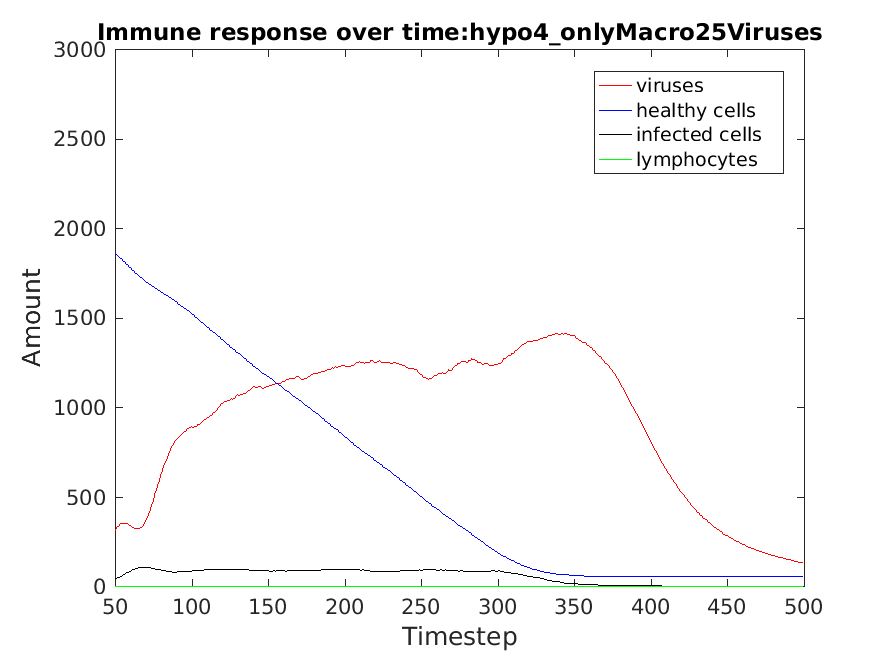 Immune response over time:hypo4_onlyMacro25Viruses
3000
2500
2000
1500
1000
500
0
Amount
viruses
healthy cells
infected cells
lymphocytes
50 100 150 200 250 300 350 400 450 500
Timestep